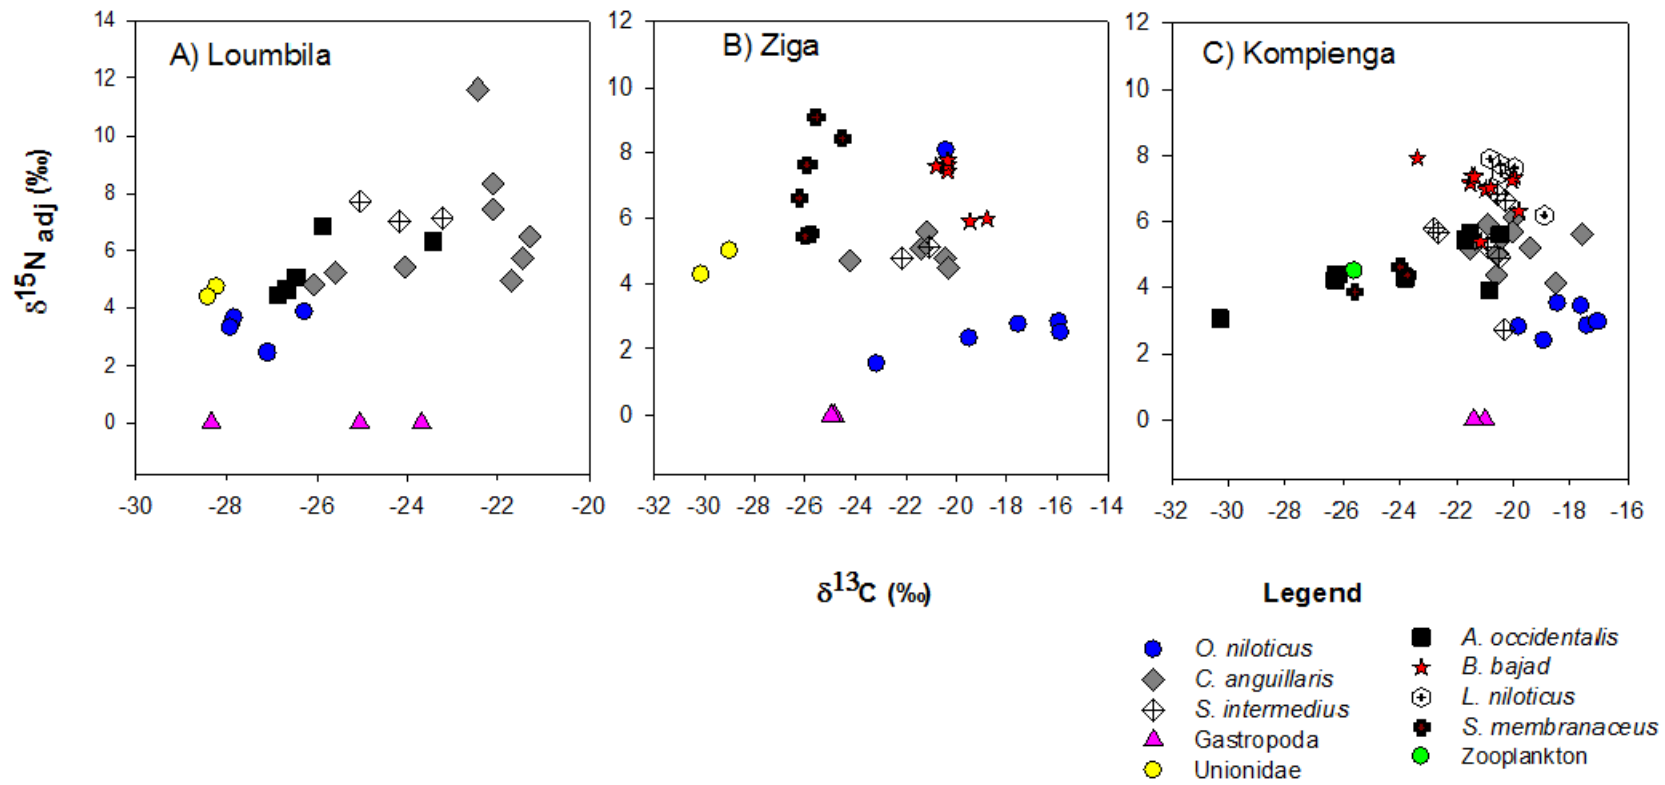 A) Loumbila
B) Ziga
C) Kompienga
δ15N adj (‰)
14
12
10
8
6
4
2
0
-30 -28 -26 -24 -22 -20
12
10
8
6
4
2
0
-32 -30 -28 -26 -24 -22 -20 -18 -16 -14
12
10
8
6
4
2
0
-32 -30 -28 -26 -24 -22 -20 -18 -16
δ13C (‰)
Legend
O. niloticus
C. anguillaris
S. intermedius
Gastropoda
Unionidae
A. occidentalis
B. bajad
L. niloticus
S. membranaceus
Zooplankton